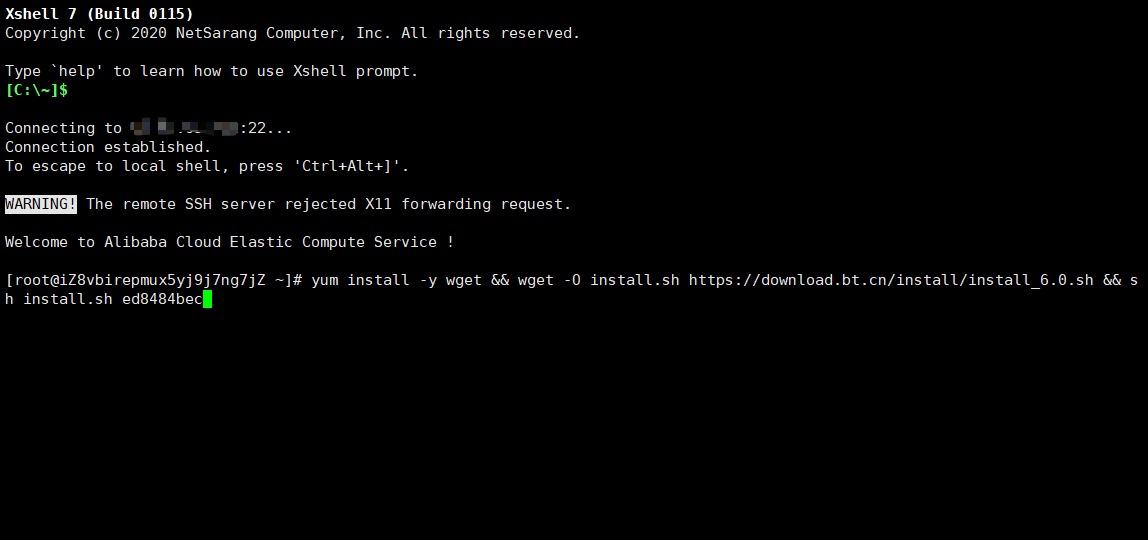 Xshell 7 (Build 0115)
Copyright (c) 2020 NetSarang Computer, Inc. All rights reserved.
Type `help' to learn how to use Xshell prompt.
[C:\~]$
Connecting to :22...
Connection established.
To escape to local shell, press 'Ctrl+Alt+]'.
WARNING! The remote SSH server rejected X11 forwarding request.
Welcome to Alibaba Cloud Elastic Compute Service !
[root@iZ8vbirepmux5yj9j7ng7jZ ~]# yum install -y wget && wget -O install.sh https://download.bt.cn/install/install_6.0.sh && s
h install.sh ed8484bec